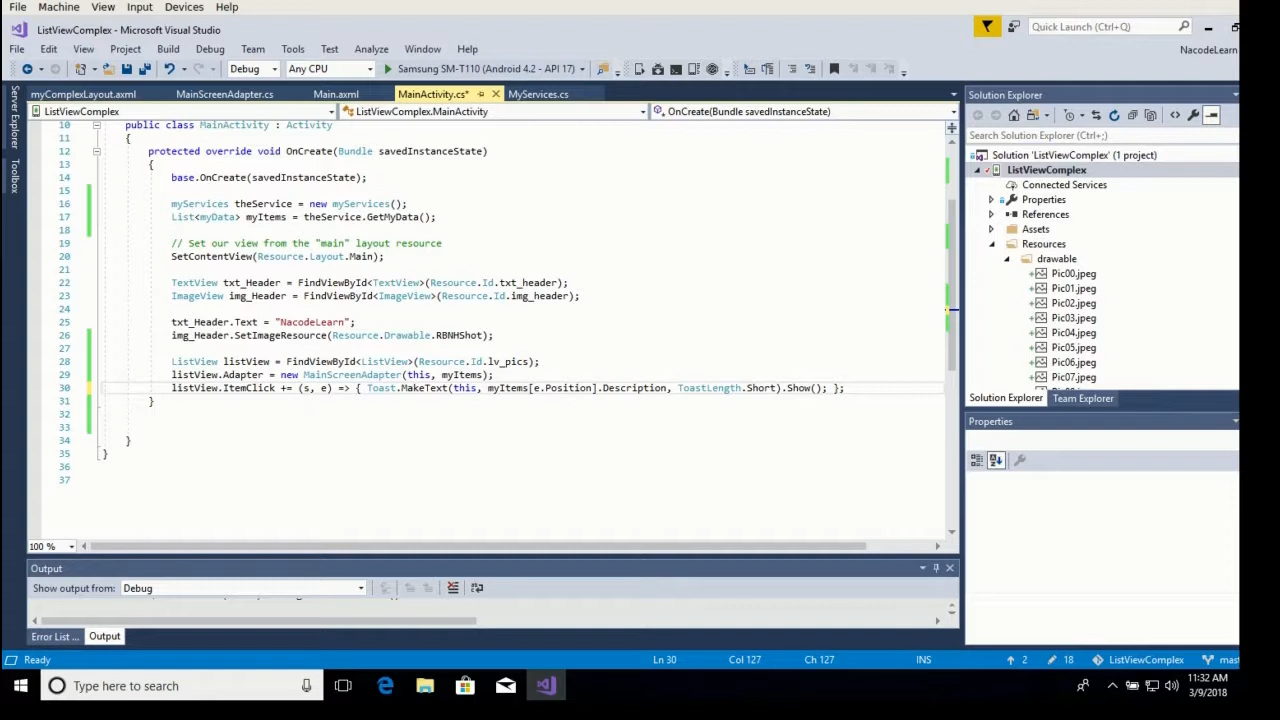 File Machine View Input Devices Help
ListViewComplex - Microsoft Visual Studio
Quick Launch (Ctrl+;)
File Edit View Project Build Debug Team Tools Test Analyze Window Help
NacodeLearn
Debug Any CPU Samsung SM-T110 (Android 4.2 - API 17)
myComplexLayout.axml MainScreenAdapter.cs Main.axml MainActivity.cs* MyServices.cs
ListViewComplex ListViewComplex.MainActivity OnCreate(Bundle savedInstanceState)
Server Explorer
Toolbox
10 public class MainActivity : Activity
11 {
12 protected override void OnCreate(Bundle savedInstanceState)
13 {
14 base.OnCreate(savedInstanceState);
15
16 myServices theService = new myServices();
17 List<myData> myItems = theService.GetMyData();
18
19 // Set our view from the "main" layout resource
20 SetContentView(Resource.Layout.Main);
21
22 TextView txt_Header = FindViewById<TextView>(Resource.Id.txt_header);
23 ImageView img_Header = FindViewById<ImageView>(Resource.Id.img_header);
24
25 txt_Header.Text = "NacodeLearn";
26 img_Header.SetImageResource(Resource.Drawable.RBNHShot);
27
28 ListView listView = FindViewById<ListView>(Resource.Id.lv_pics);
29 listView.Adapter = new MainScreenAdapter(this, myItems);
30 listView.ItemClick += (s, e) => { Toast.MakeText(this, myItems[e.Position].Description, ToastLength.Short).Show(); };
31 }
32
33
34 }
35 }
36
37
100 %
Solution Explorer
Search Solution Explorer (Ctrl+;)
Solution 'ListViewComplex' (1 project)
ListViewComplex
Connected Services
Properties
References
Assets
Resources
drawable
Pic00.jpeg
Pic01.jpeg
Pic02.jpeg
Pic03.jpeg
Pic04.jpeg
Pic05.jpeg
Pic06.jpeg
Pic07.jpeg
Solution Explorer Team Explorer
Properties
Output
Show output from: Debug
Error List ... Output
Ready Ln 30 Col 127 Ch 127 INS 2 18 ListViewComplex
Type here to search
11:32 AM
3/9/2018